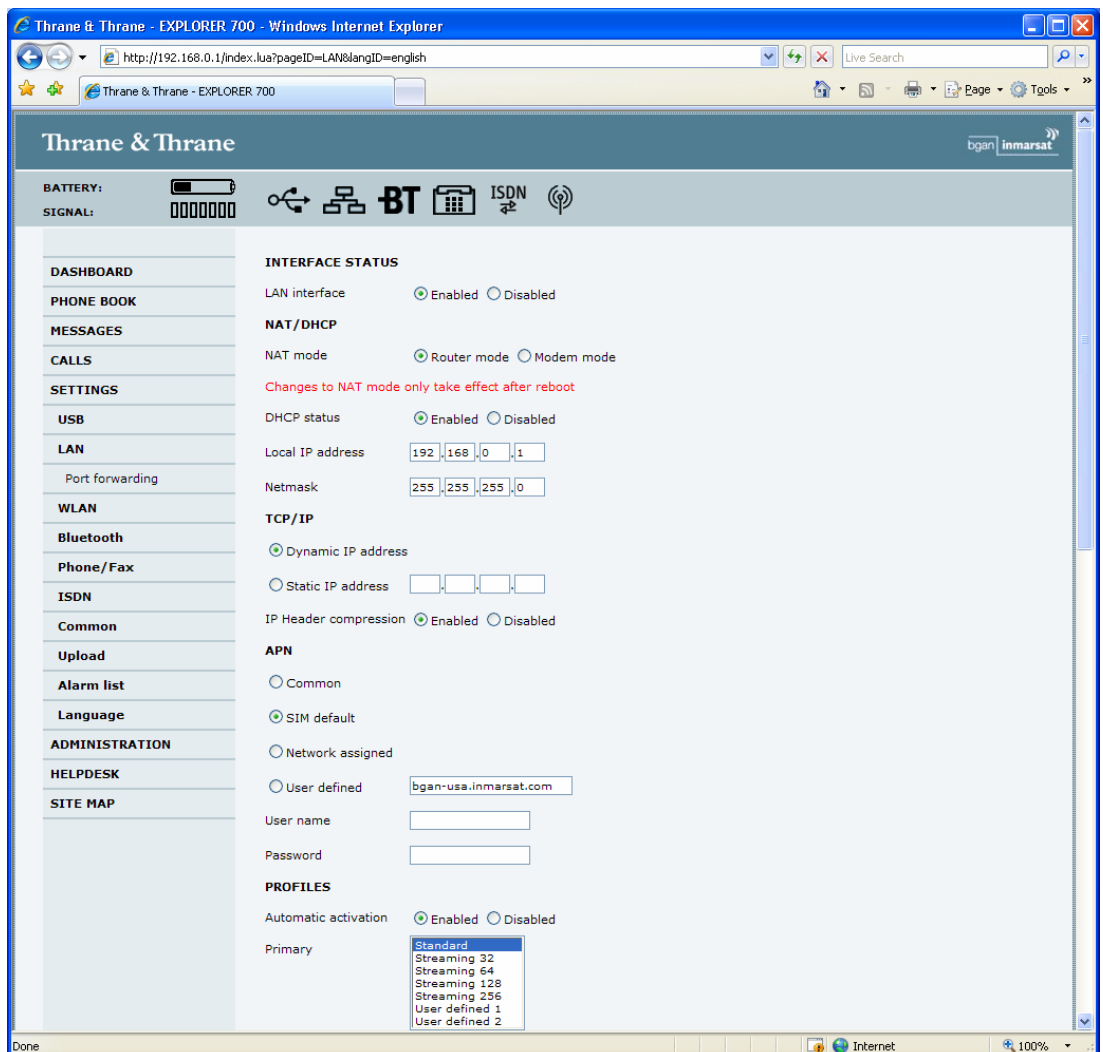 Thrane & Thrane - EXPLORER 700 - Windows Internet Explorer
http://192.168.0.1/index.lua?pageID=LAN&langID=english
Live Search
Thrane & Thrane - EXPLORER 700
Page
Tools
Thrane & Thrane
bgan inmarsat
BATTERY:
SIGNAL:
BT
ISDN
DASHBOARD
PHONE BOOK
MESSAGES
CALLS
SETTINGS
USB
LAN
Port forwarding
WLAN
Bluetooth
Phone/Fax
ISDN
Common
Upload
Alarm list
Language
ADMINISTRATION
HELPDESK
SITE MAP
INTERFACE STATUS
LAN interface Enabled Disabled
NAT/DHCP
NAT mode Router mode Modem mode
Changes to NAT mode only take effect after reboot
DHCP status Enabled Disabled
Local IP address 192.168.0.1
Netmask 255.255.255.0
TCP/IP
Dynamic IP address
Static IP address . . .
IP Header compression Enabled Disabled
APN
Common
SIM default
Network assigned
User defined bgan-usa.inmarsat.com
User name
Password
PROFILES
Automatic activation Enabled Disabled
Primary
Standard
Streaming 32
Streaming 64
Streaming 128
Streaming 256
User defined 1
User defined 2
Done
Internet
100%